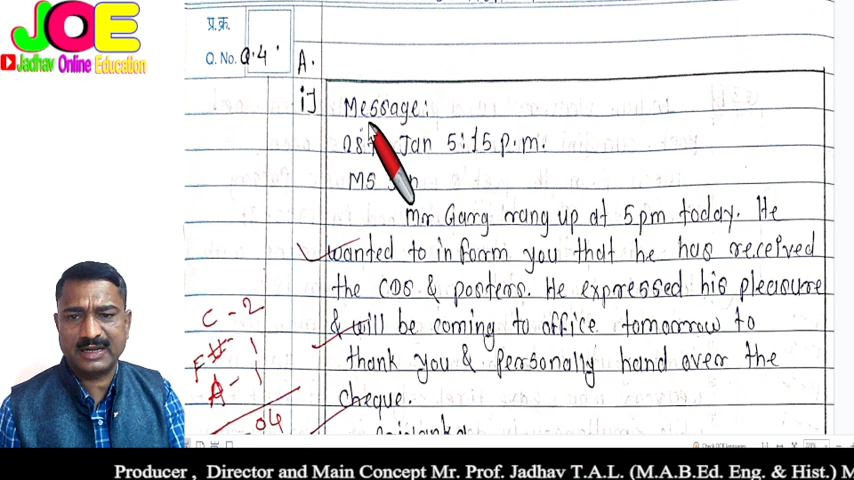 JOE
Jadhav Online Education
प्र.क्र.
Q. No. Q.4. A.
i] Message:
Jan 5:15 p.m.
MS
Mr Garg rang up at 5pm today. He
wanted to inform you that he has received
the CDs & posters. He expressed his pleasure
& will be coming to office tomorrow to
thank you & personally hand over the
cheque.
C - 2
F - 1
A - 1
04
Producer , Director and Main Concept Mr. Prof. Jadhav T.A.L. (M.A.B.Ed. Eng. & Hist.) M